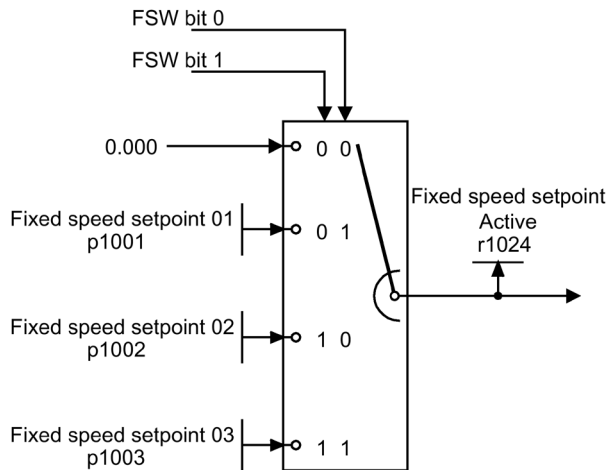 FSW bit 0
FSW bit 1
0.000
0 0
Fixed speed setpoint 01
p1001
0 1
Fixed speed setpoint
Active
r1024
Fixed speed setpoint 02
p1002
1 0
Fixed speed setpoint 03
p1003
1 1